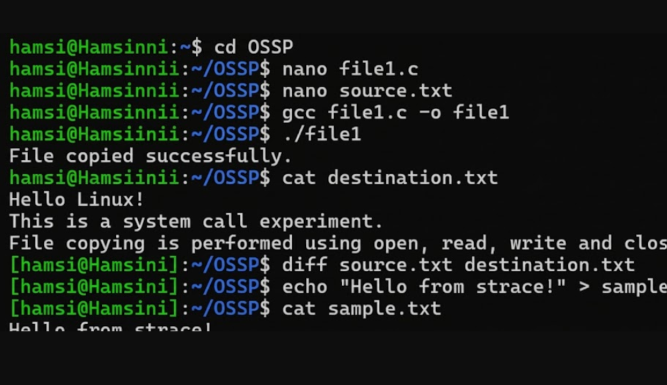 hamsi@Hamsinni:~$ cd OSSP
hamsi@Hamsinnii:~/OSSP$ nano file1.c
hamsi@Hamsinnii:~/OSSP$ nano source.txt
hamsi@Hamsinnii:~/OSSP$ gcc file1.c -o file1
hamsi@Hamsiinii:~/OSSP$ ./file1
File copied successfully.
hamsi@Hamsiinii:~/OSSP$ cat destination.txt
Hello Linux!
This is a system call experiment.
File copying is performed using open, read, write and clos
[hamsi@Hamsini]:~/OSSP$ diff source.txt destination.txt
[hamsi@Hamsini]:~/OSSP$ echo "Hello from strace!" > sample
[hamsi@Hamsini]:~/OSSP$ cat sample.txt
Hello from strace!